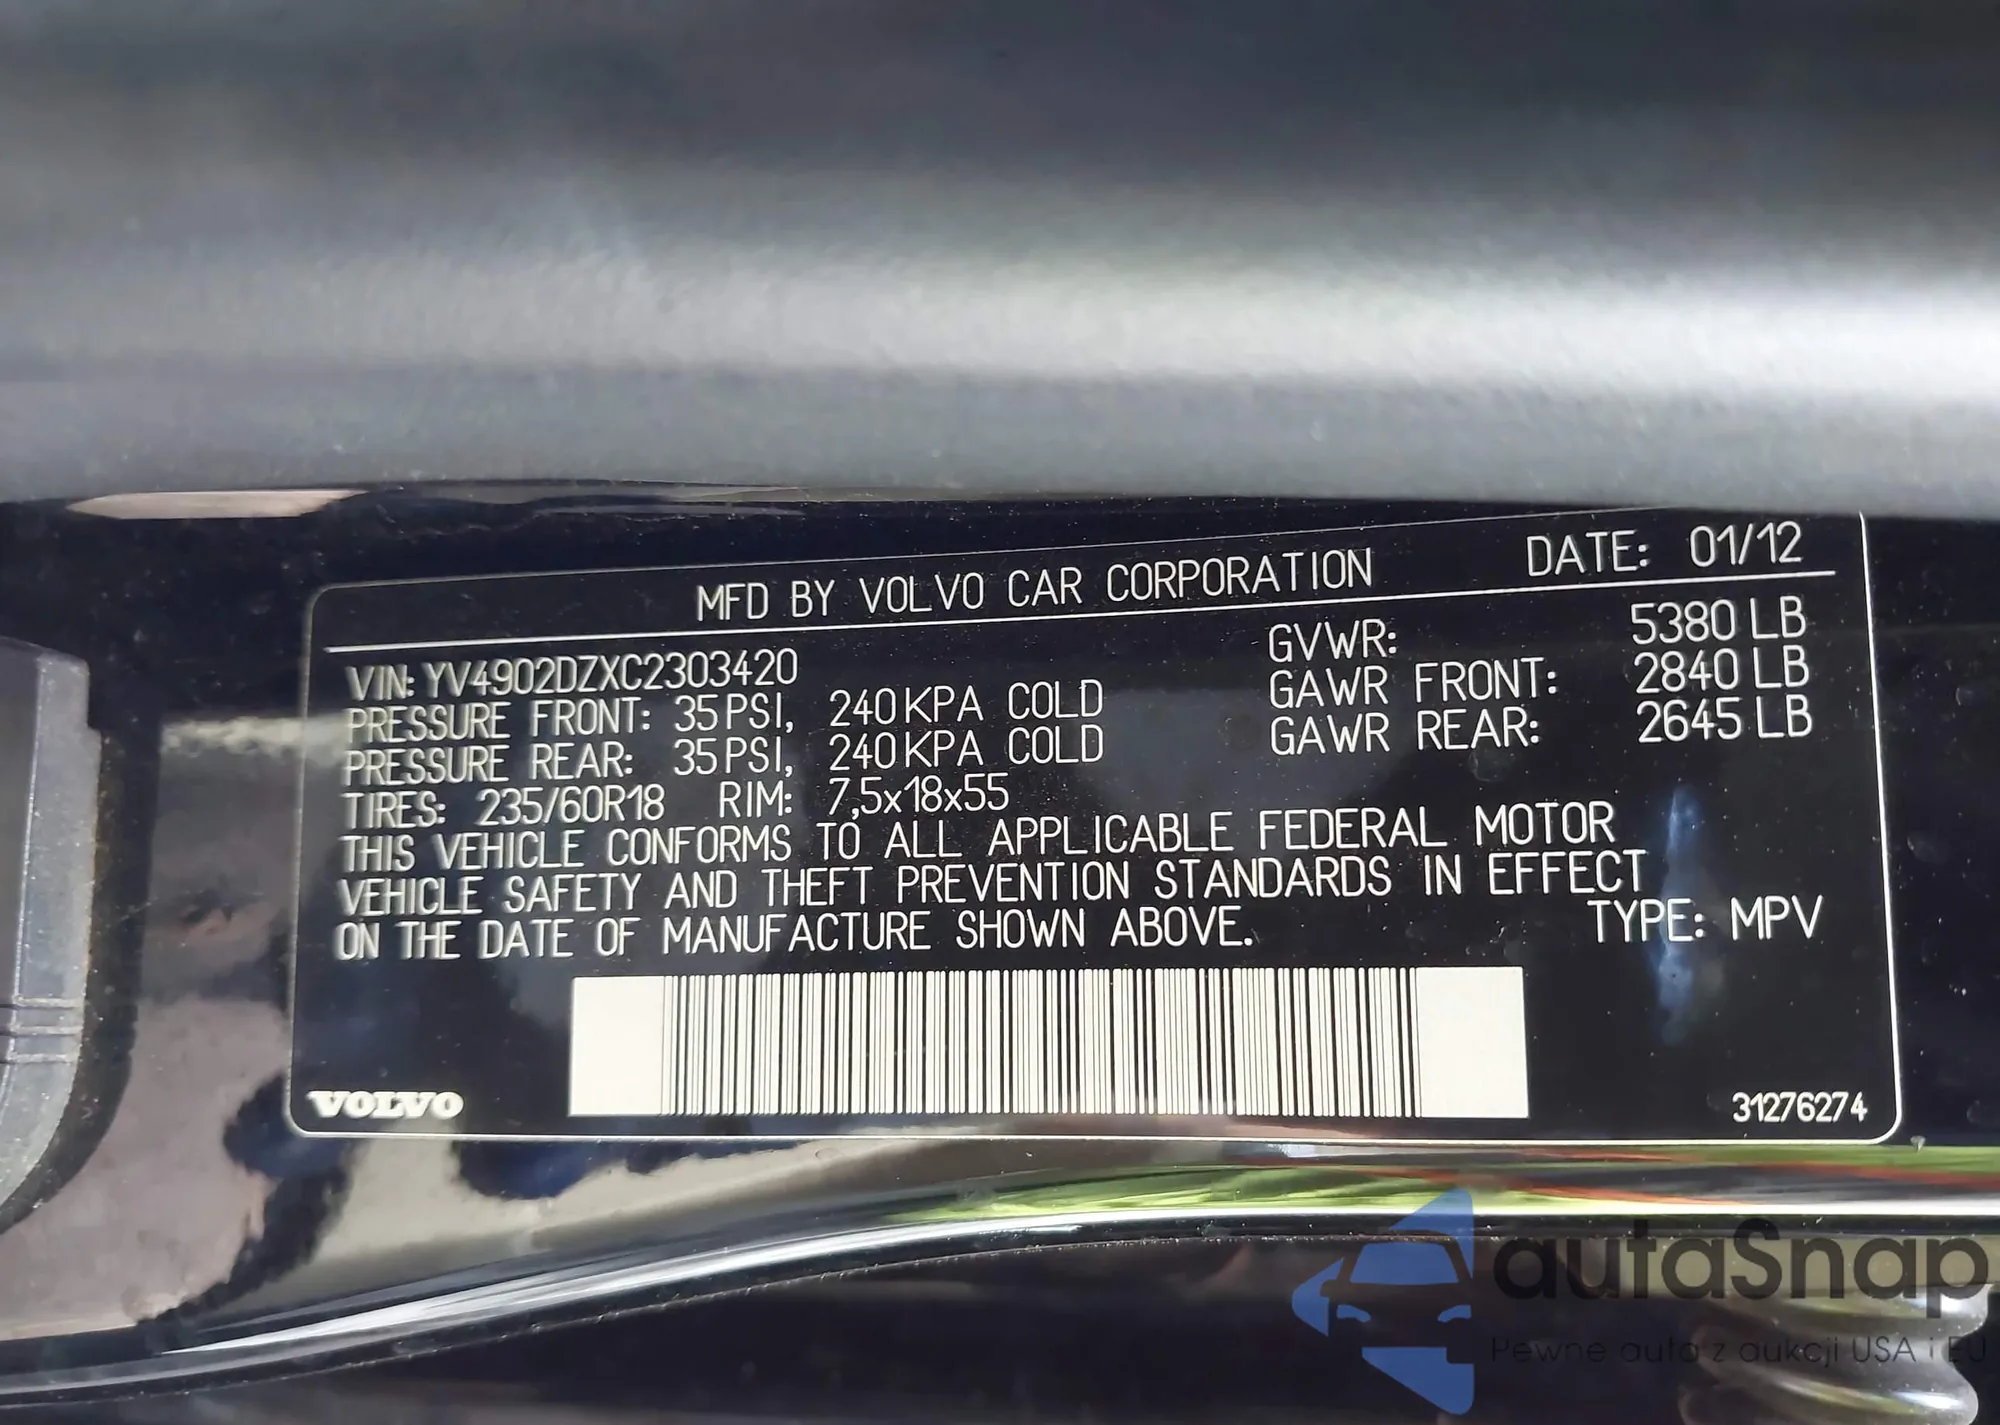 MFD BY VOLVO CAR CORPORATION DATE: 01/12
VIN: YV4902DZXC2303420 GVWR: 5380 LB
PRESSURE FRONT: 35 PSI, 240 KPA COLD GAWR FRONT: 2840 LB
PRESSURE REAR: 35 PSI, 240 KPA COLD GAWR REAR: 2645 LB
TIRES: 235/60R18 RIM: 7,5x18x55
THIS VEHICLE CONFORMS TO ALL APPLICABLE FEDERAL MOTOR
VEHICLE SAFETY AND THEFT PREVENTION STANDARDS IN EFFECT
ON THE DATE OF MANUFACTURE SHOWN ABOVE. TYPE: MPV
VOLVO 31276274
autaSnap
Pewne auta z aukcji USA i EU